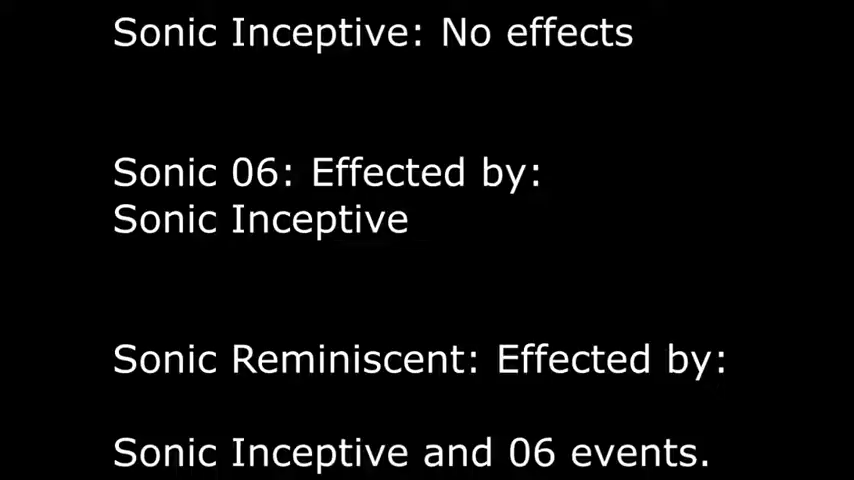 Sonic Inceptive: No effects
Sonic 06: Effected by:
Sonic Inceptive
Sonic Reminiscent: Effected by:
Sonic Inceptive and 06 events.